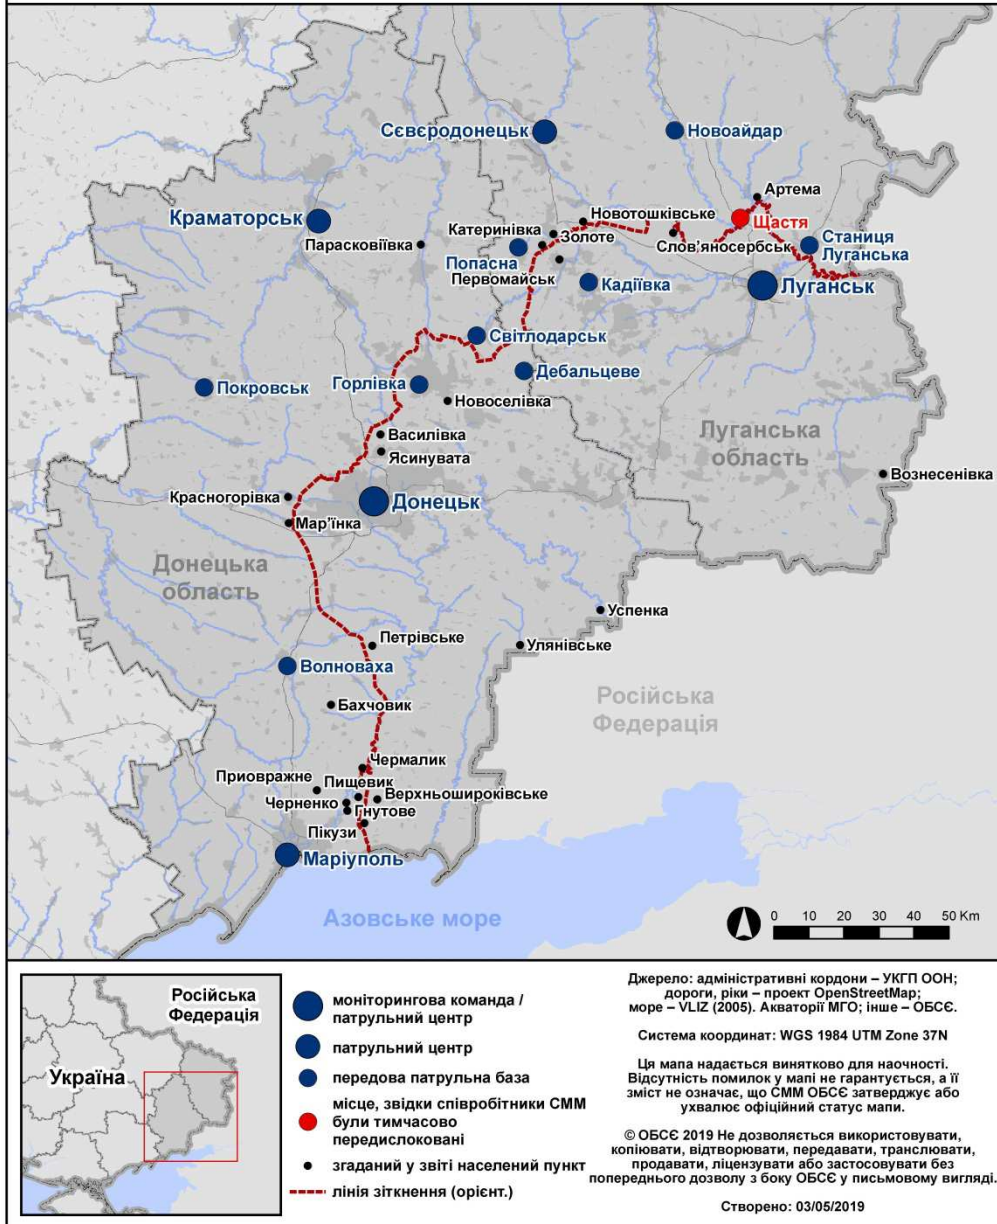 Сєвєродонецьк
Новоайдар
Артема
Щастя
Краматорськ
Новотошківське
Катеринівка
Золоте
Парасковіївка
Слов’яносербськ
Станиця
Луганська
Попасна
Первомайськ
Кадіївка
Луганськ
Світлодарськ
Дебальцеве
Покровськ
Горлівка
Новоселівка
Василівка
Ясинувата
Луганська
область
Вознесенівка
Красногорівка
Донецьк
Мар’їнка
Донецька
область
Успенка
Петрівське
Улянівське
Волноваха
Російська
Федерація
Бахчовик
Чермалик
Приовражне
Пищевик
Верхньошироківське
Черненко
Гнутове
Пікузи
Маріуполь
Азовське море
0 10 20 30 40 50 Km
Російська
Федерація
Україна
моніторингова команда /
патрульний центр
патрульний центр
передова патрульна база
місце, звідки співробітники СММ
були тимчасово
передислоковані
згаданий у звіті населений пункт
лінія зіткнення (орієнт.)
Джерело: адміністративні кордони – УКГП ООН;
дороги, ріки – проект OpenStreetMap;
море – VLIZ (2005). Акваторії МГО; інше – ОБСЄ.
Система координат: WGS 1984 UTM Zone 37N
Ця мапа надається винятково для наочності.
Відсутність помилок у мапі не гарантується, а її
зміст не означає, що СММ ОБСЄ затверджує або
ухвалює офіційний статус мапи.
© ОБСЄ 2019 Не дозволяється використовувати,
копіювати, відтворювати, передавати, транслювати,
продавати, ліцензувати або застосовувати без
попереднього дозволу з боку ОБСЄ у письмовому вигляді.
Створено: 03/05/2019